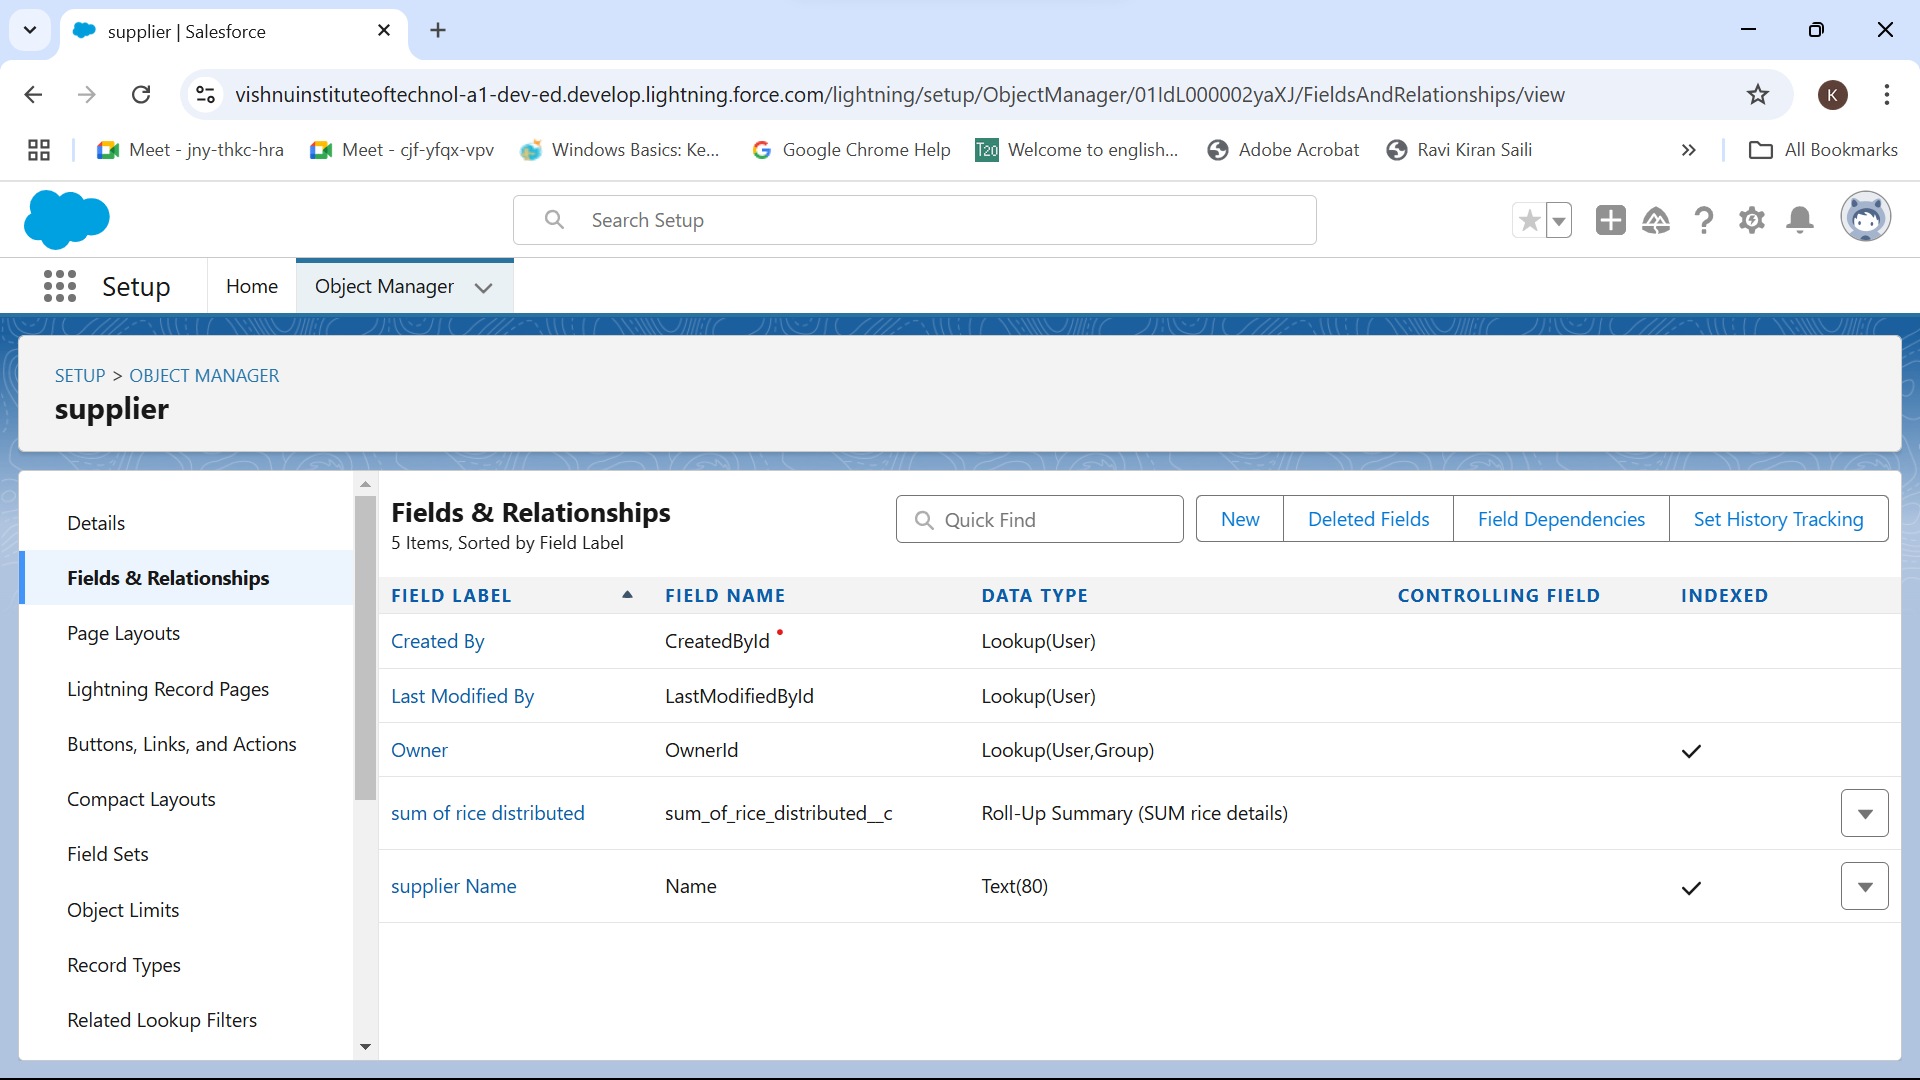 supplier | Salesforce
vishnuinstituteoftechnol-a1-dev-ed.develop.lightning.force.com/lightning/setup/ObjectManager/01IdL000002yaXJ/FieldsAndRelationships/view
K
Meet - jny-thkc-hra
Meet - cjf-yfqx-vpv
Windows Basics: Ke...
Google Chrome Help
T20 Welcome to english...
Adobe Acrobat
Ravi Kiran Saili
All Bookmarks
Search Setup
Setup
Home
Object Manager
SETUP > OBJECT MANAGER
supplier
Details
Fields & Relationships
Page Layouts
Lightning Record Pages
Buttons, Links, and Actions
Compact Layouts
Field Sets
Object Limits
Record Types
Related Lookup Filters
Fields & Relationships
5 Items, Sorted by Field Label
Quick Find
New
Deleted Fields
Field Dependencies
Set History Tracking
FIELD LABEL FIELD NAME DATA TYPE CONTROLLING FIELD INDEXED
Created By CreatedById Lookup(User)
Last Modified By LastModifiedById Lookup(User)
Owner OwnerId Lookup(User,Group)
sum of rice distributed sum_of_rice_distributed__c Roll-Up Summary (SUM rice details)
supplier Name Name Text(80)